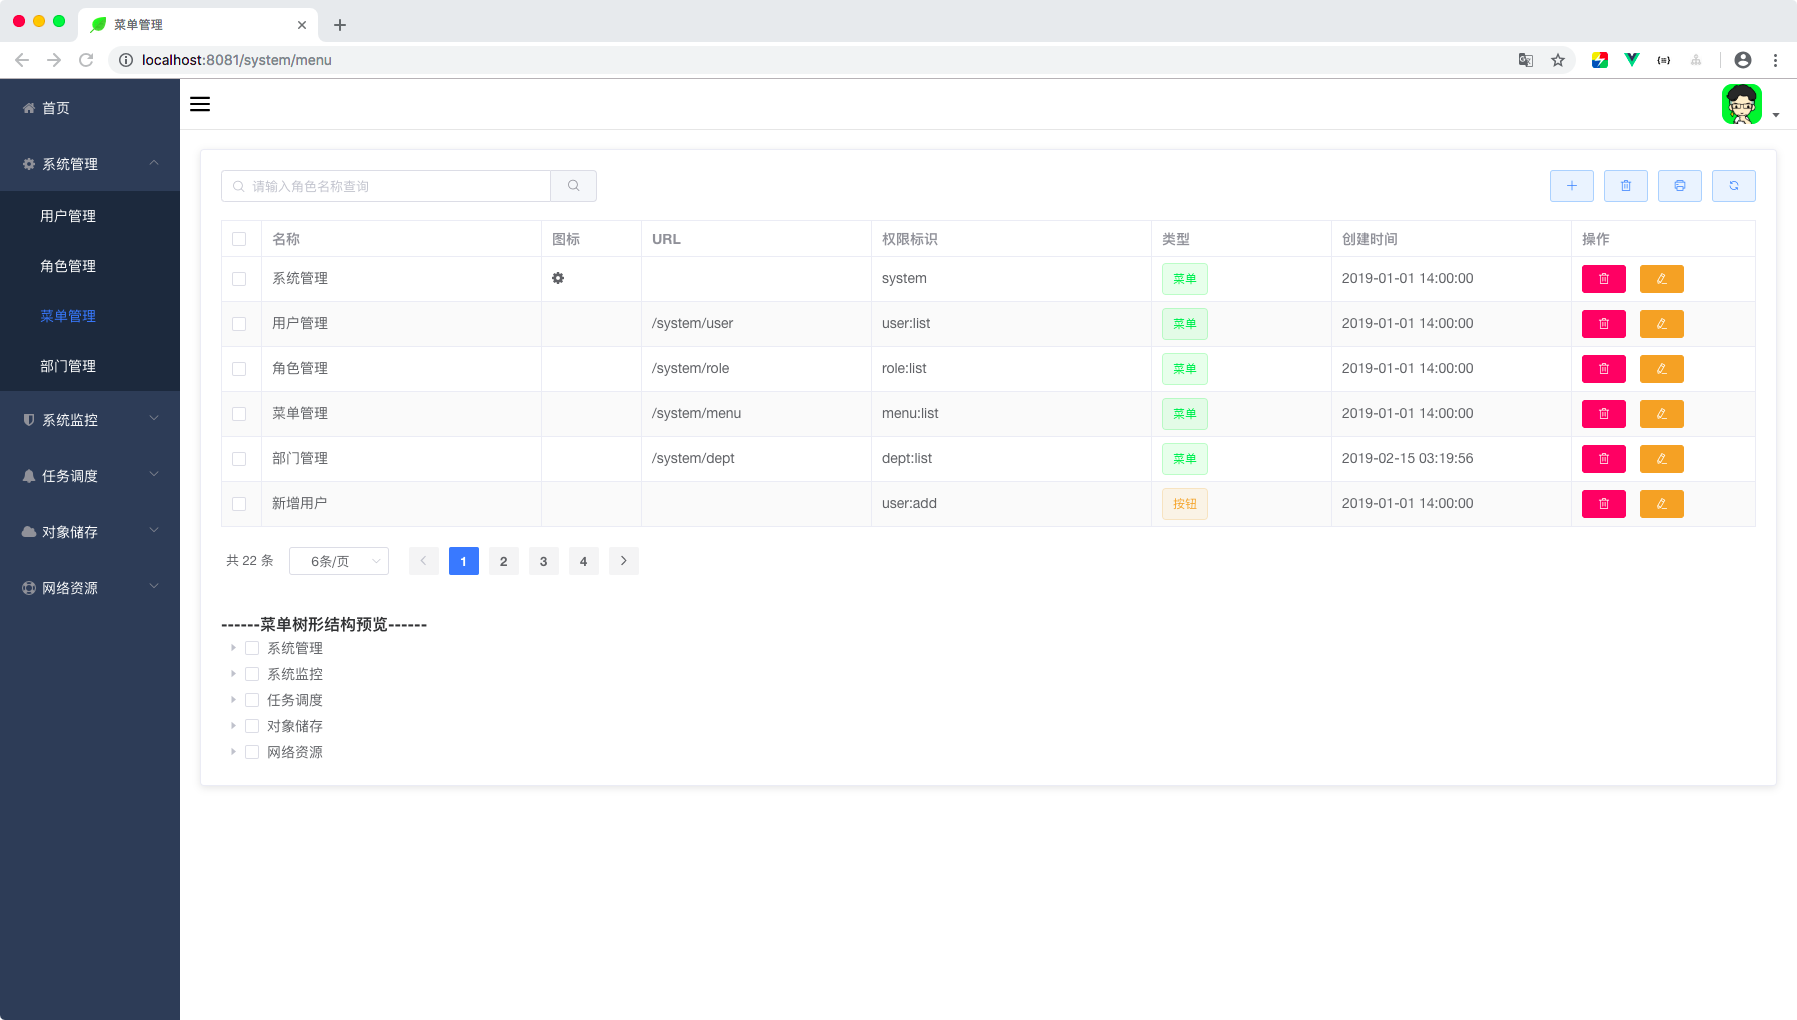 菜单管理
localhost:8081/system/menu
首页
系统管理
用户管理
角色管理
菜单管理
部门管理
系统监控
任务调度
对象储存
网络资源
请输入角色名称查询
名称 图标 URL 权限标识 类型 创建时间 操作
系统管理 system 菜单 2019-01-01 14:00:00
用户管理 /system/user user:list 菜单 2019-01-01 14:00:00
角色管理 /system/role role:list 菜单 2019-01-01 14:00:00
菜单管理 /system/menu menu:list 菜单 2019-01-01 14:00:00
部门管理 /system/dept dept:list 菜单 2019-02-15 03:19:56
新增用户 user:add 按钮 2019-01-01 14:00:00
共 22 条 6条/页 1 2 3 4
------菜单树形结构预览------
系统管理
系统监控
任务调度
对象储存
网络资源